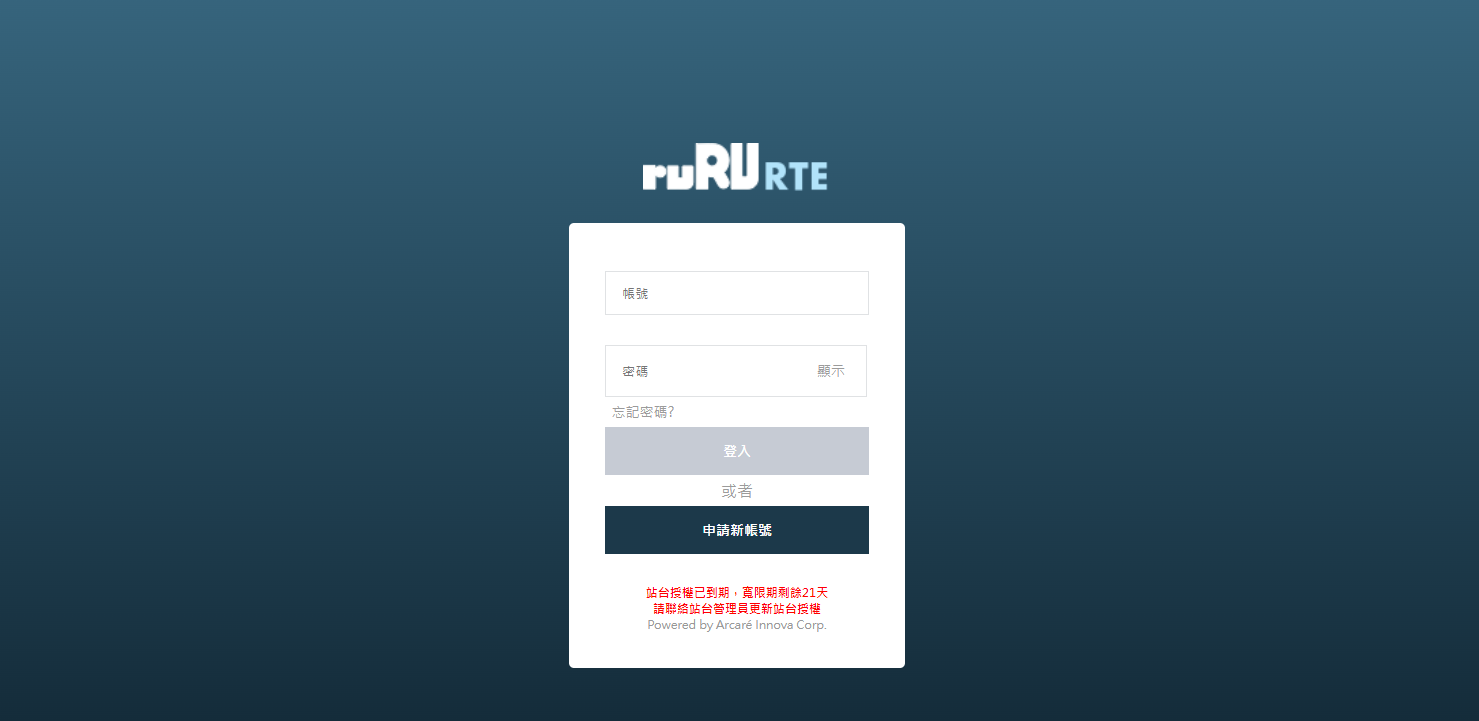 ruRU RTE
帳號
密碼 顯示
忘記密碼?
登入
或者
申請新帳號
站台授權已到期，寬限期剩餘21天
請聯絡站台管理員更新站台授權
Powered by Arcaré Innova Corp.